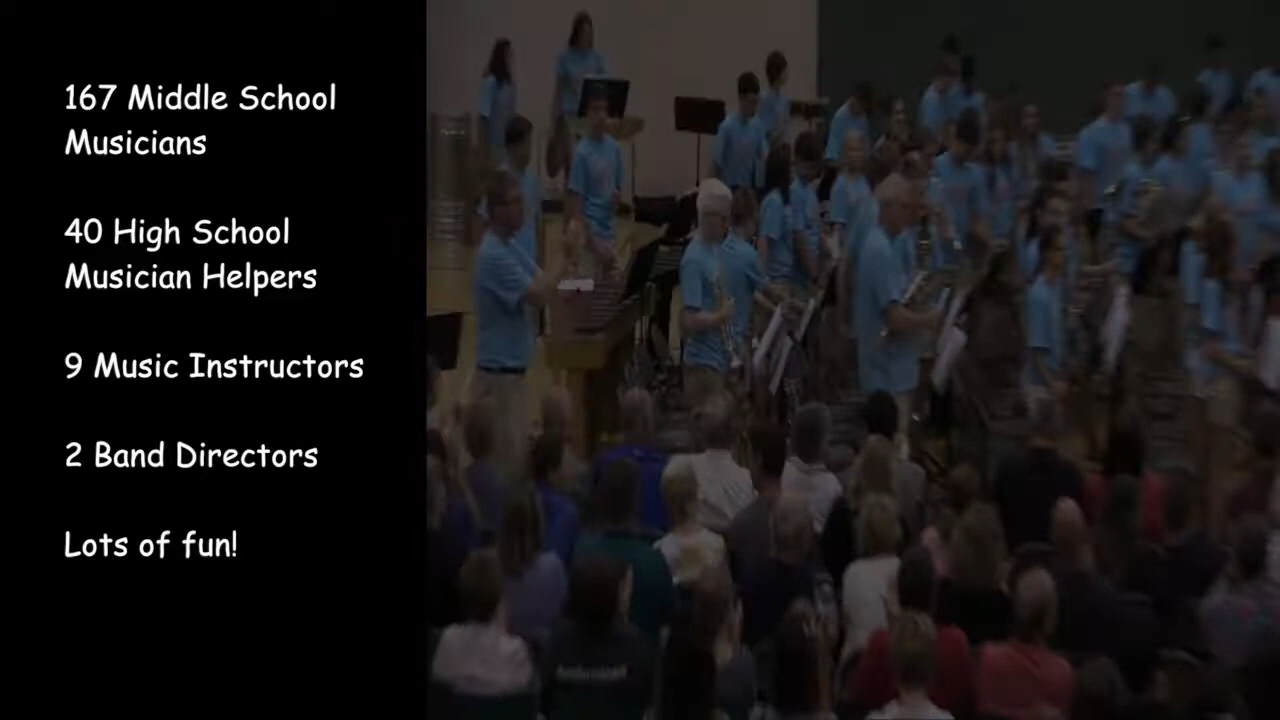 167 Middle School
Musicians
40 High School
Musician Helpers
9 Music Instructors
2 Band Directors
Lots of fun!